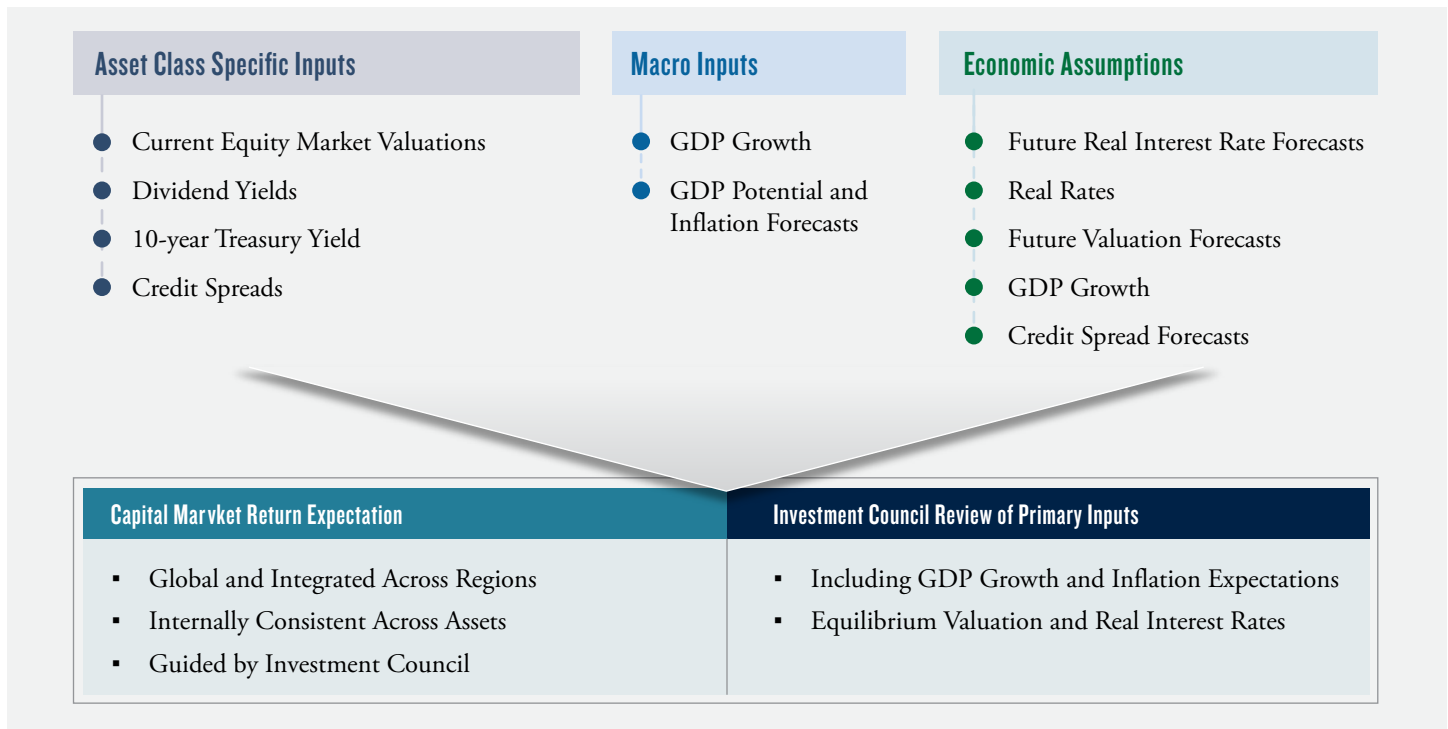 Asset Class Specific Inputs
Current Equity Market Valuations
Dividend Yields
10-year Treasury Yield
Credit Spreads
Macro Inputs
GDP Growth
GDP Potential and
Inflation Forecasts
Economic Assumptions
Future Real Interest Rate Forecasts
Real Rates
Future Valuation Forecasts
GDP Growth
Credit Spread Forecasts
Capital Marvket Return Expectation
▪ Global and Integrated Across Regions
▪ Internally Consistent Across Assets
▪ Guided by Investment Council
Investment Council Review of Primary Inputs
▪ Including GDP Growth and Inflation Expectations
▪ Equilibrium Valuation and Real Interest Rates